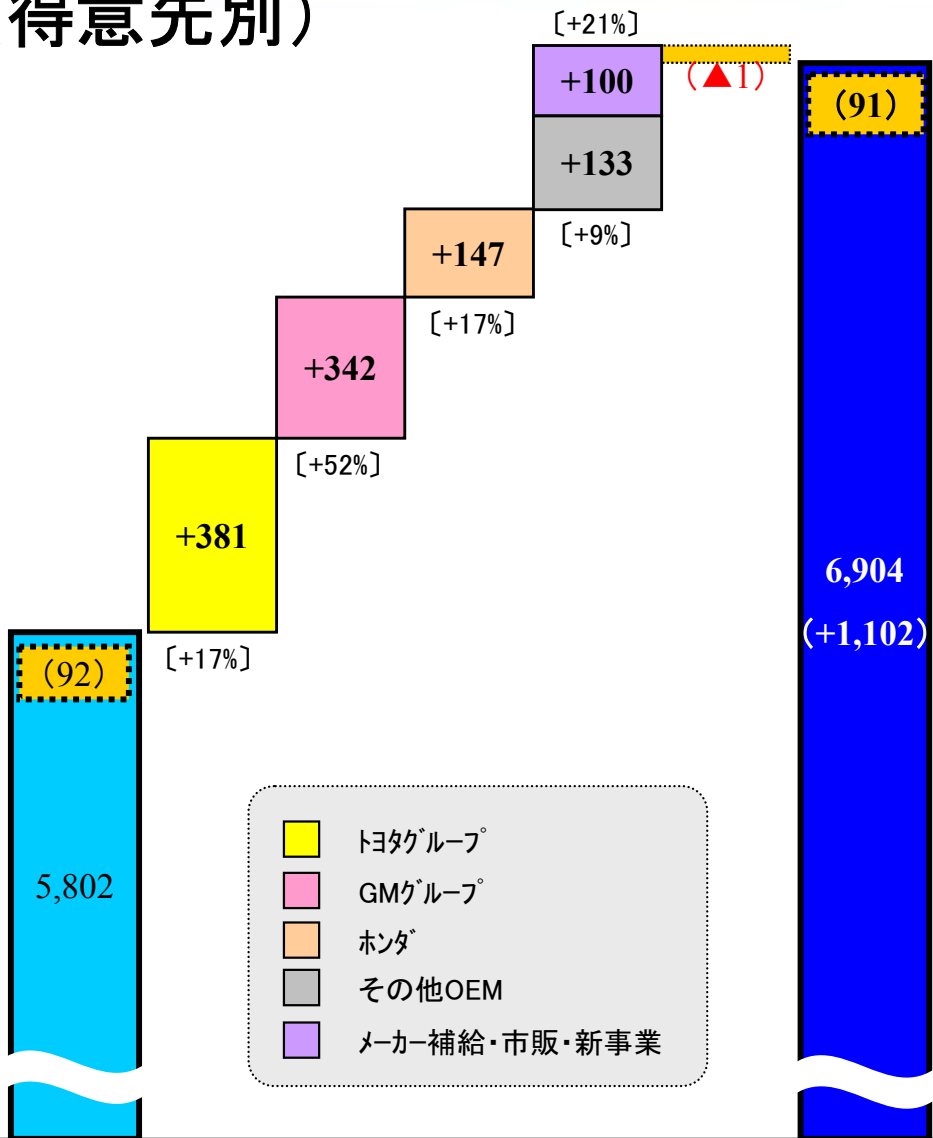 得意先別）
〔+21%〕
+100
（▲1）
（91）
+133
〔+9%〕
+147
〔+17%〕
+342
〔+52%〕
+381
〔+17%〕
6,904
（+1,102）
（92）
5,802
ﾄﾖﾀｸﾞﾙｰﾌﾟ
GMｸﾞﾙｰﾌﾟ
ﾎﾝﾀﾞ
その他OEM
ﾒｰｶｰ補給・市販・新事業